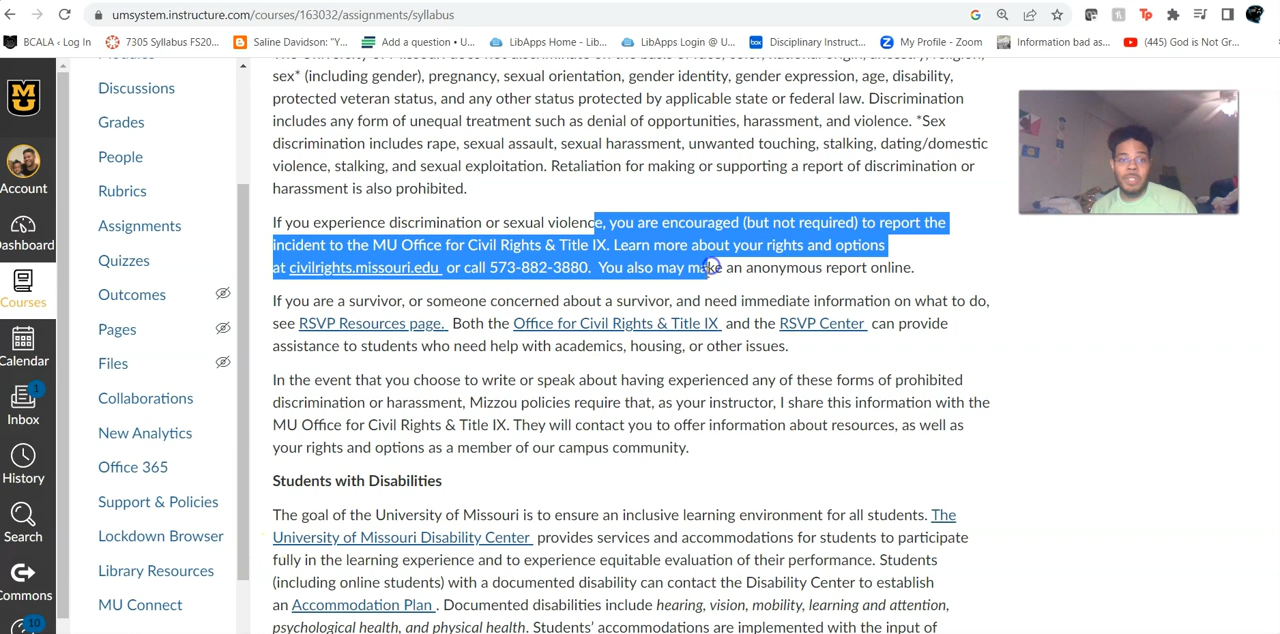 umsystem.instructure.com/courses/163032/assignments/syllabus
BCALA ‹ Log In
7305 Syllabus FS20...
Saline Davidson: "Y...
Add a question • U...
LibApps Home - Lib...
LibApps Login @ U...
box
Disciplinary Instruct...
My Profile - Zoom
Information bad as...
(445) God is Not Gr...
Account
Dashboard
Courses
Calendar
1
Inbox
History
Search
Commons
10
Discussions
Grades
People
Rubrics
Assignments
Quizzes
Outcomes
Pages
Files
Collaborations
New Analytics
Office 365
Support & Policies
Lockdown Browser
Library Resources
MU Connect
sex* (including gender), pregnancy, sexual orientation, gender identity, gender expression, age, disability,
protected veteran status, and any other status protected by applicable state or federal law. Discrimination
includes any form of unequal treatment such as denial of opportunities, harassment, and violence. *Sex
discrimination includes rape, sexual assault, sexual harassment, unwanted touching, stalking, dating/domestic
violence, stalking, and sexual exploitation. Retaliation for making or supporting a report of discrimination or
harassment is also prohibited.
If you experience discrimination or sexual violence, you are encouraged (but not required) to report the
incident to the MU Office for Civil Rights & Title IX. Learn more about your rights and options
at civilrights.missouri.edu or call 573-882-3880. You also may make an anonymous report online.
If you are a survivor, or someone concerned about a survivor, and need immediate information on what to do,
see RSVP Resources page. Both the Office for Civil Rights & Title IX and the RSVP Center can provide
assistance to students who need help with academics, housing, or other issues.
In the event that you choose to write or speak about having experienced any of these forms of prohibited
discrimination or harassment, Mizzou policies require that, as your instructor, I share this information with the
MU Office for Civil Rights & Title IX. They will contact you to offer information about resources, as well as
your rights and options as a member of our campus community.
Students with Disabilities
The goal of the University of Missouri is to ensure an inclusive learning environment for all students. The
University of Missouri Disability Center provides services and accommodations for students to participate
fully in the learning experience and to experience equitable evaluation of their performance. Students
(including online students) with a documented disability can contact the Disability Center to establish
an Accommodation Plan . Documented disabilities include hearing, vision, mobility, learning and attention,
psychological health, and physical health. Students' accommodations are implemented with the input of